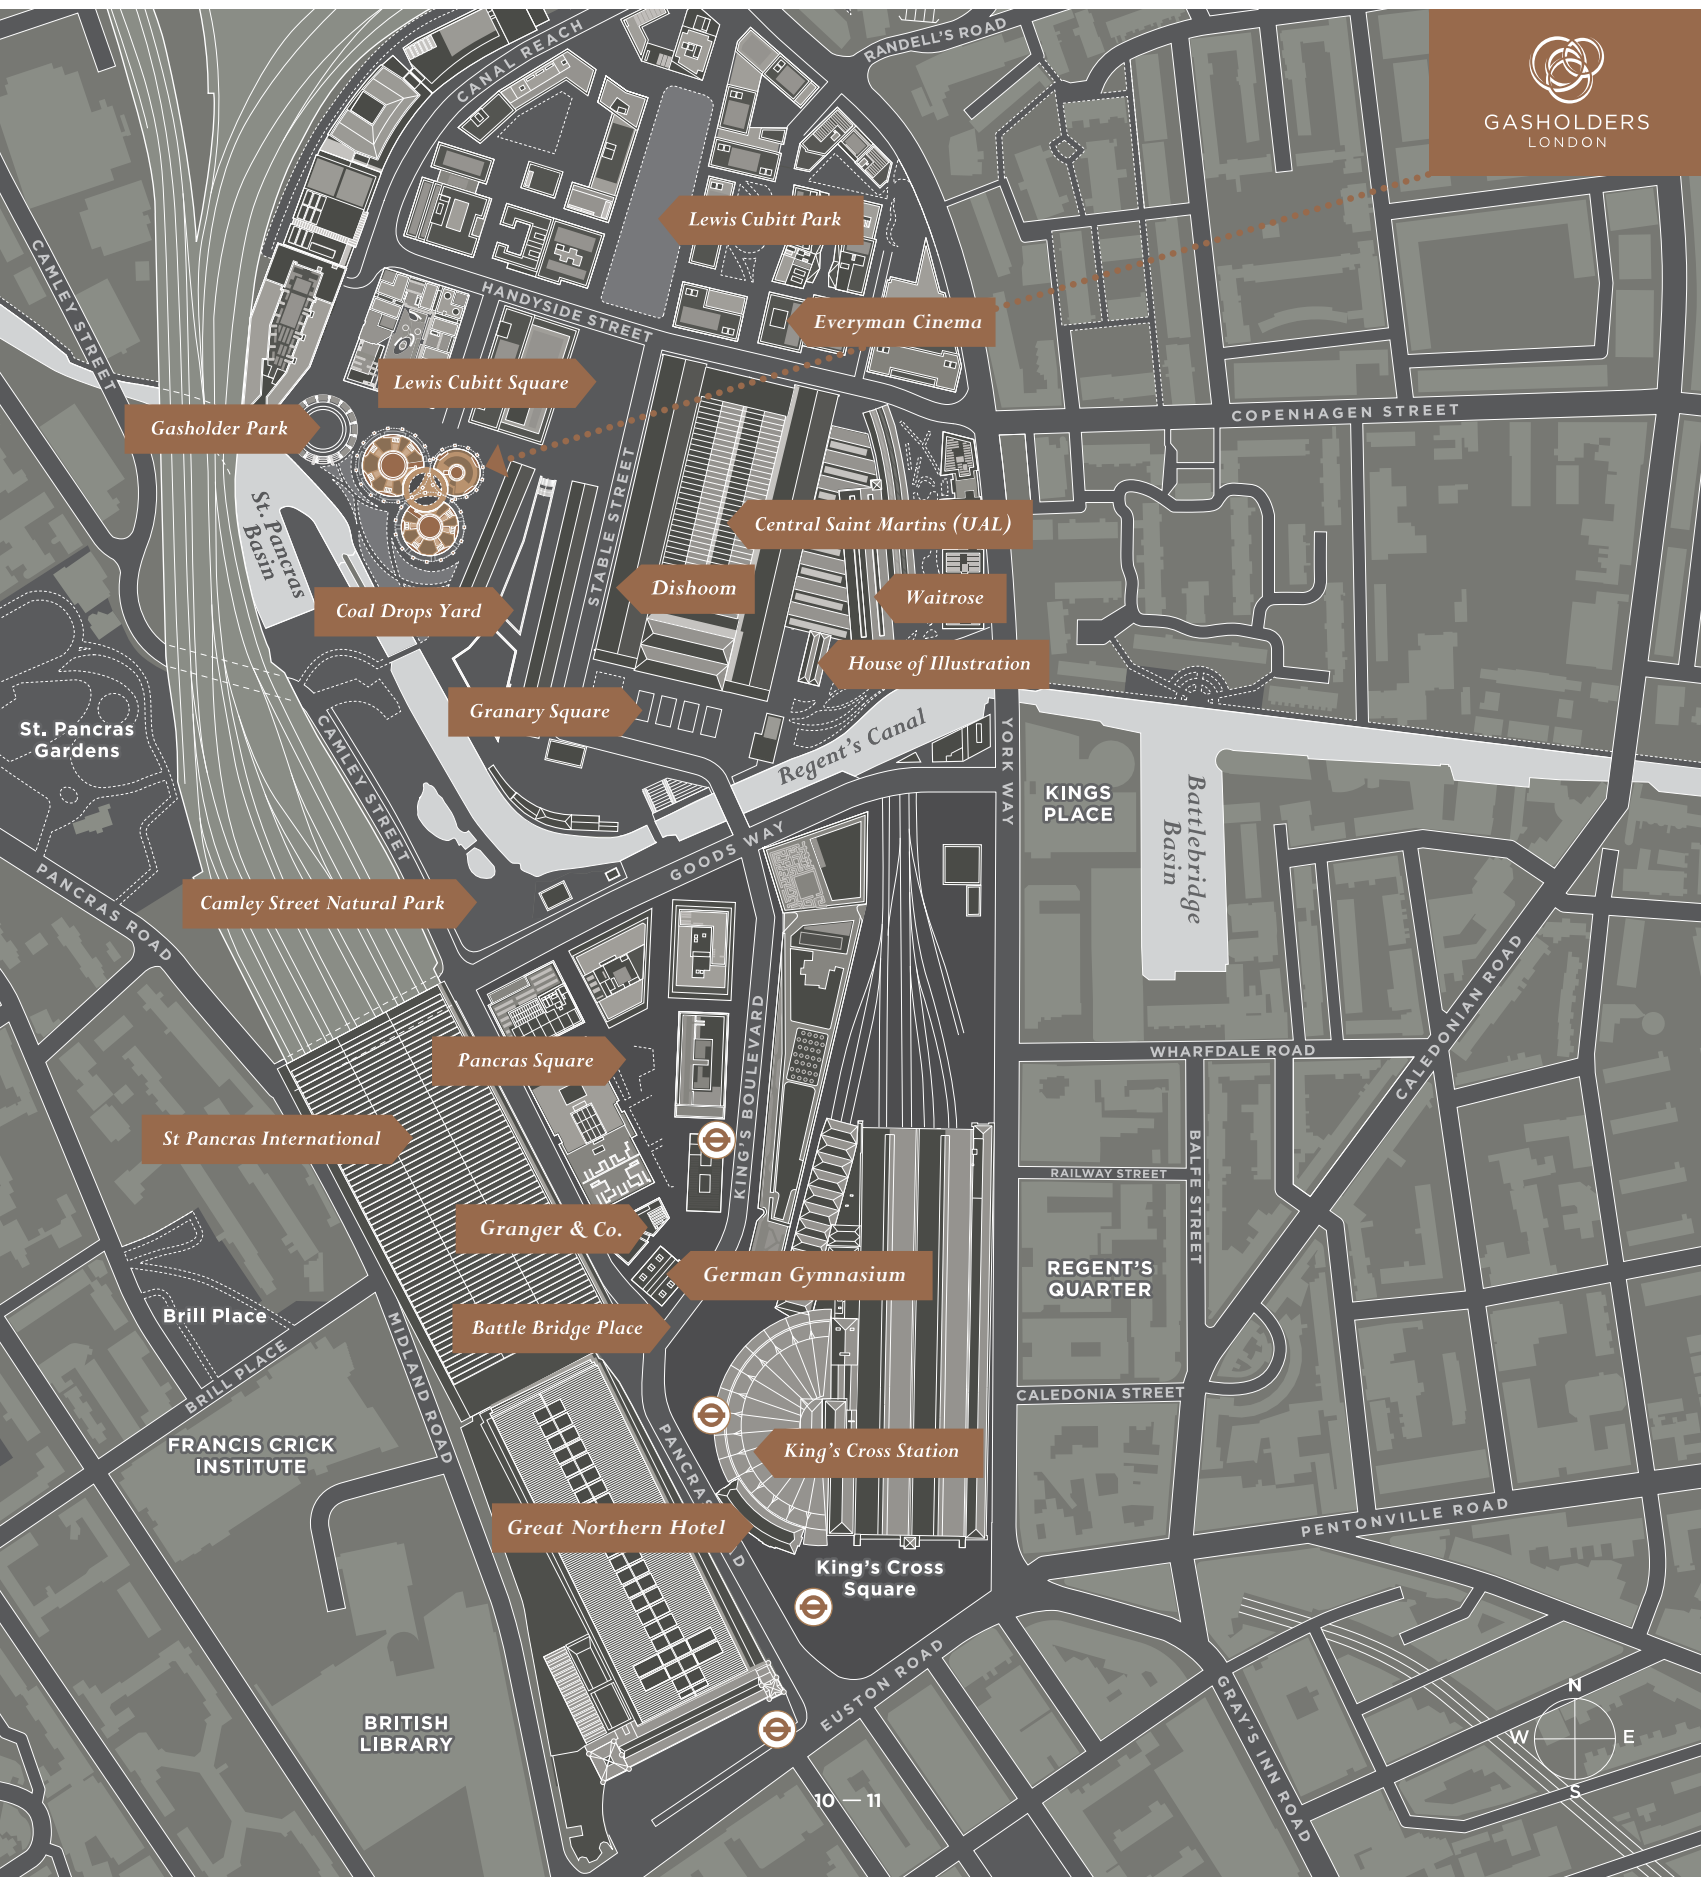 CANAL REACH
RANDELL'S ROAD
GASHOLDERS
LONDON
CAMLEY STREET
Lewis Cubitt Park
HANDYSIDE STREET
Everyman Cinema
Lewis Cubitt Square
Gasholder Park
COPENHAGEN STREET
St. Pancras
Basin
STABLE STREET
Central Saint Martins (UAL)
Dishoom
Waitrose
Coal Drops Yard
House of Illustration
Granary Square
St. Pancras
Gardens
CAMLEY STREET
Regent's Canal
YORK WAY
KINGS
PLACE
Battlebridge
Basin
GOODS WAY
PANCRAS ROAD
Camley Street Natural Park
CALEDONIAN ROAD
KING'S BOULEVARD
Pancras Square
WHARFDALE ROAD
St Pancras International
RAILWAY STREET
BALFE STREET
Granger & Co.
German Gymnasium
REGENT'S
QUARTER
Brill Place
Battle Bridge Place
BRILL PLACE
MIDLAND ROAD
CALEDONIA STREET
FRANCIS CRICK
INSTITUTE
PANCRAS ROAD
King's Cross Station
Great Northern Hotel
PENTONVILLE ROAD
King's Cross
Square
EUSTON ROAD
GRAY'S INN ROAD
BRITISH
LIBRARY
N
W
E
S
10 — 11